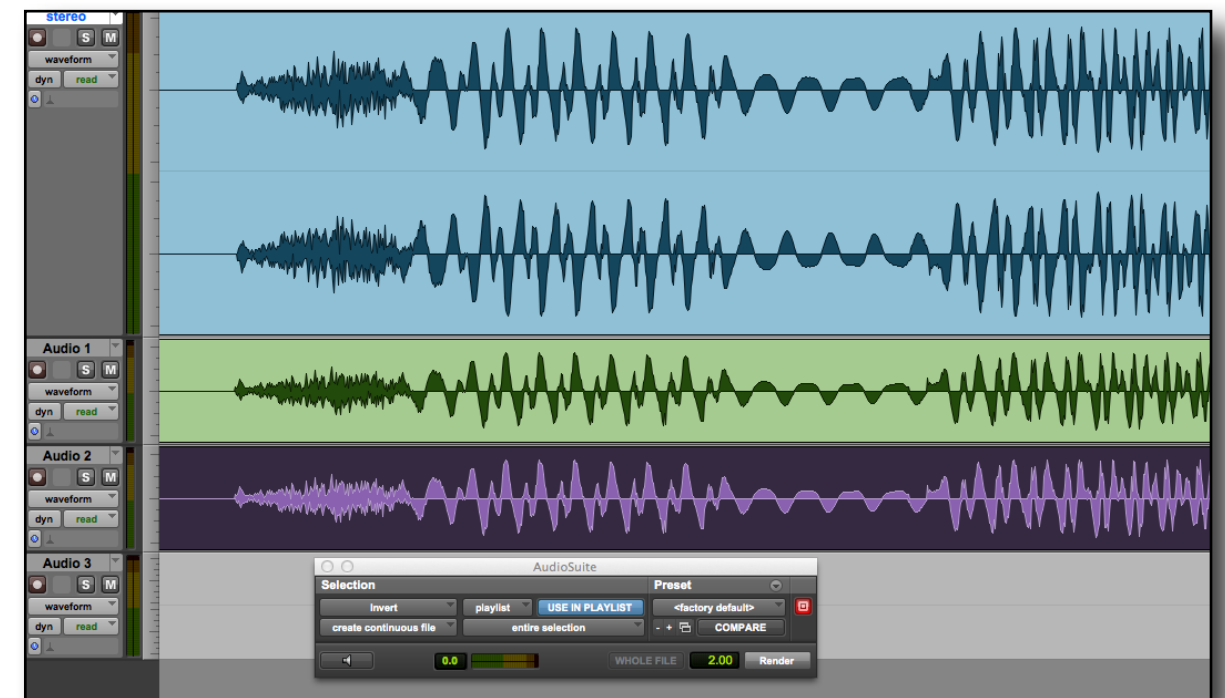 stereo
S M
waveform
dyn read
Audio 1
S M
waveform
dyn read
Audio 2
S M
waveform
dyn read
Audio 3
S M
waveform
dyn read
AudioSuite
Selection Preset
Invert playlist USE IN PLAYLIST <factory default>
create continuous file entire selection - + COMPARE
0.0 WHOLE FILE 2.00 Render